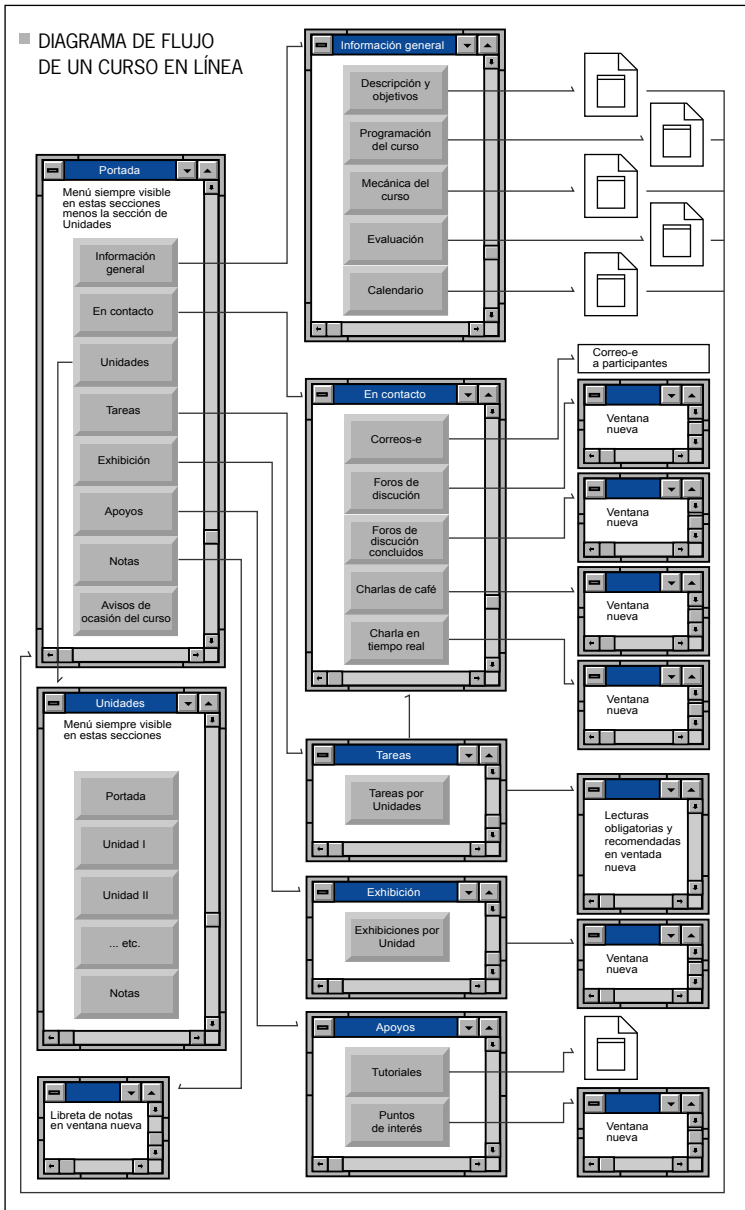 DIAGRAMA DE FLUJO
DE UN CURSO EN LÍNEA
Información general
Descripción y
objetivos
Programación
del curso
Mecánica del
curso
Evaluación
Calendario
Portada
Menú siempre visible
en estas secciones
menos la sección de
Unidades
Información
general
En contacto
Unidades
Tareas
Exhibición
Apoyos
Notas
Avisos de
ocasión del curso
En contacto
Correos-e
Foros de
discución
Foros de
discución
concluidos
Charlas de café
Charla en
tiempo real
Correo-e
a participantes
Ventana
nueva
Ventana
nueva
Ventana
nueva
Ventana
nueva
Unidades
Menú siempre visible
en estas secciones
Portada
Unidad I
Unidad II
... etc.
Notas
Tareas
Tareas por
Unidades
Lecturas
obligatorias y
recomendadas
en ventada
nueva
Exhibición
Exhibiciones por
Unidad
Ventana
nueva
Apoyos
Tutoriales
Puntos
de interés
Ventana
nueva
Libreta de notas
en ventana nueva